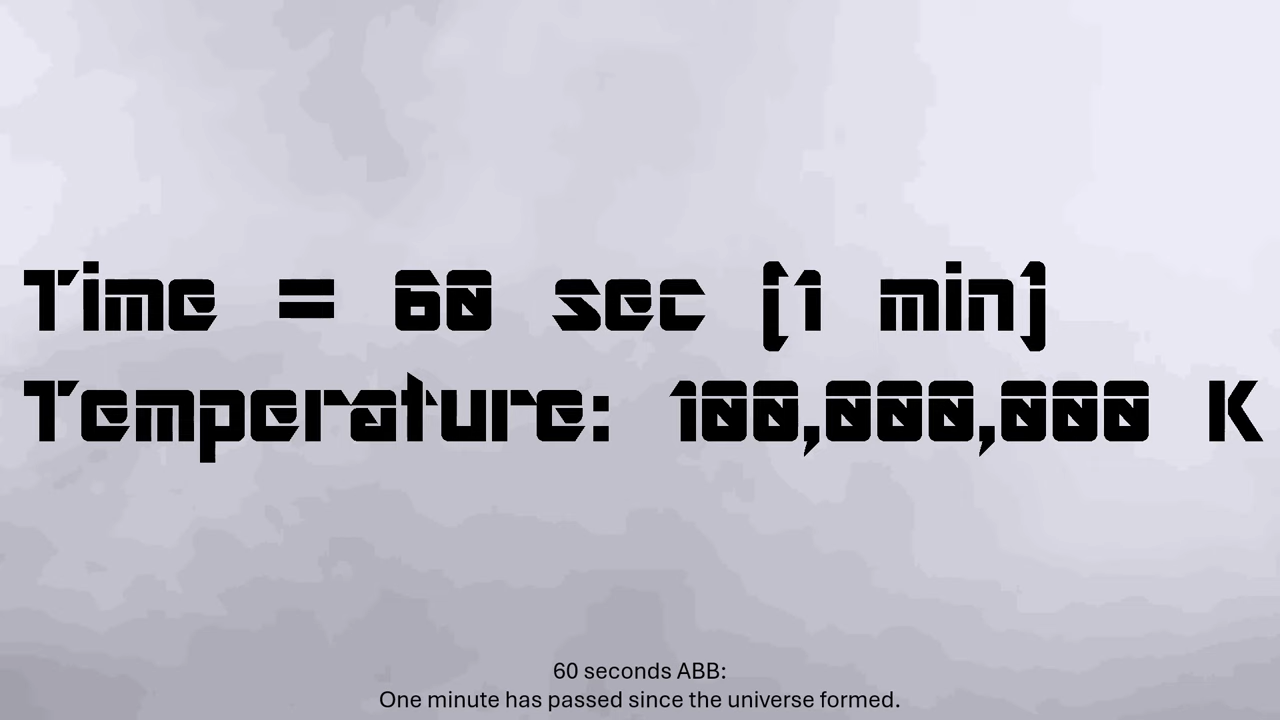 Time = 60 sec (1 min)
Temperature: 100,000,000 K
60 seconds ABB:
One minute has passed since the universe formed.